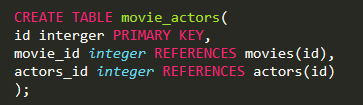 CREATE TABLE movie_actors(
id interger PRIMARY KEY,
movie_id integer REFERENCES movies(id),
actors_id integer REFERENCES actors(id)
);